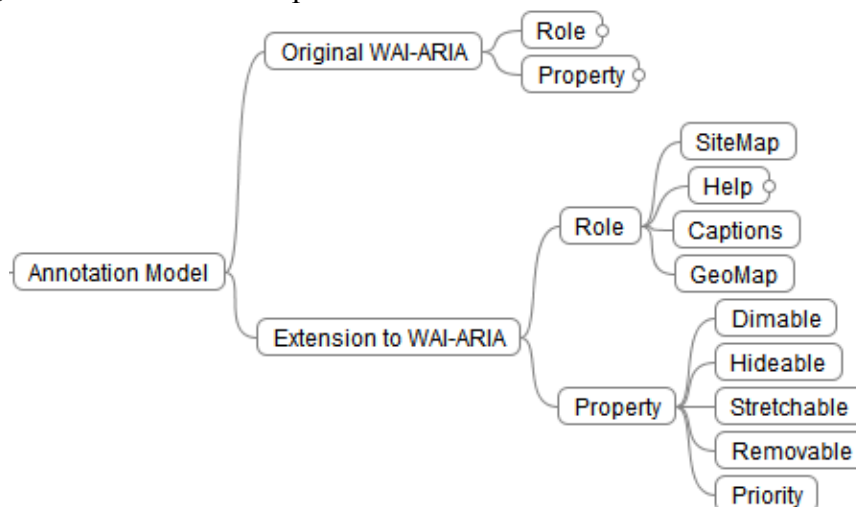 Original WAI-ARIA
Role
Property
SiteMap
Help
Role
Captions
GeoMap
Annotation Model
Extension to WAI-ARIA
Dimable
Hideable
Property
Stretchable
Removable
Priority